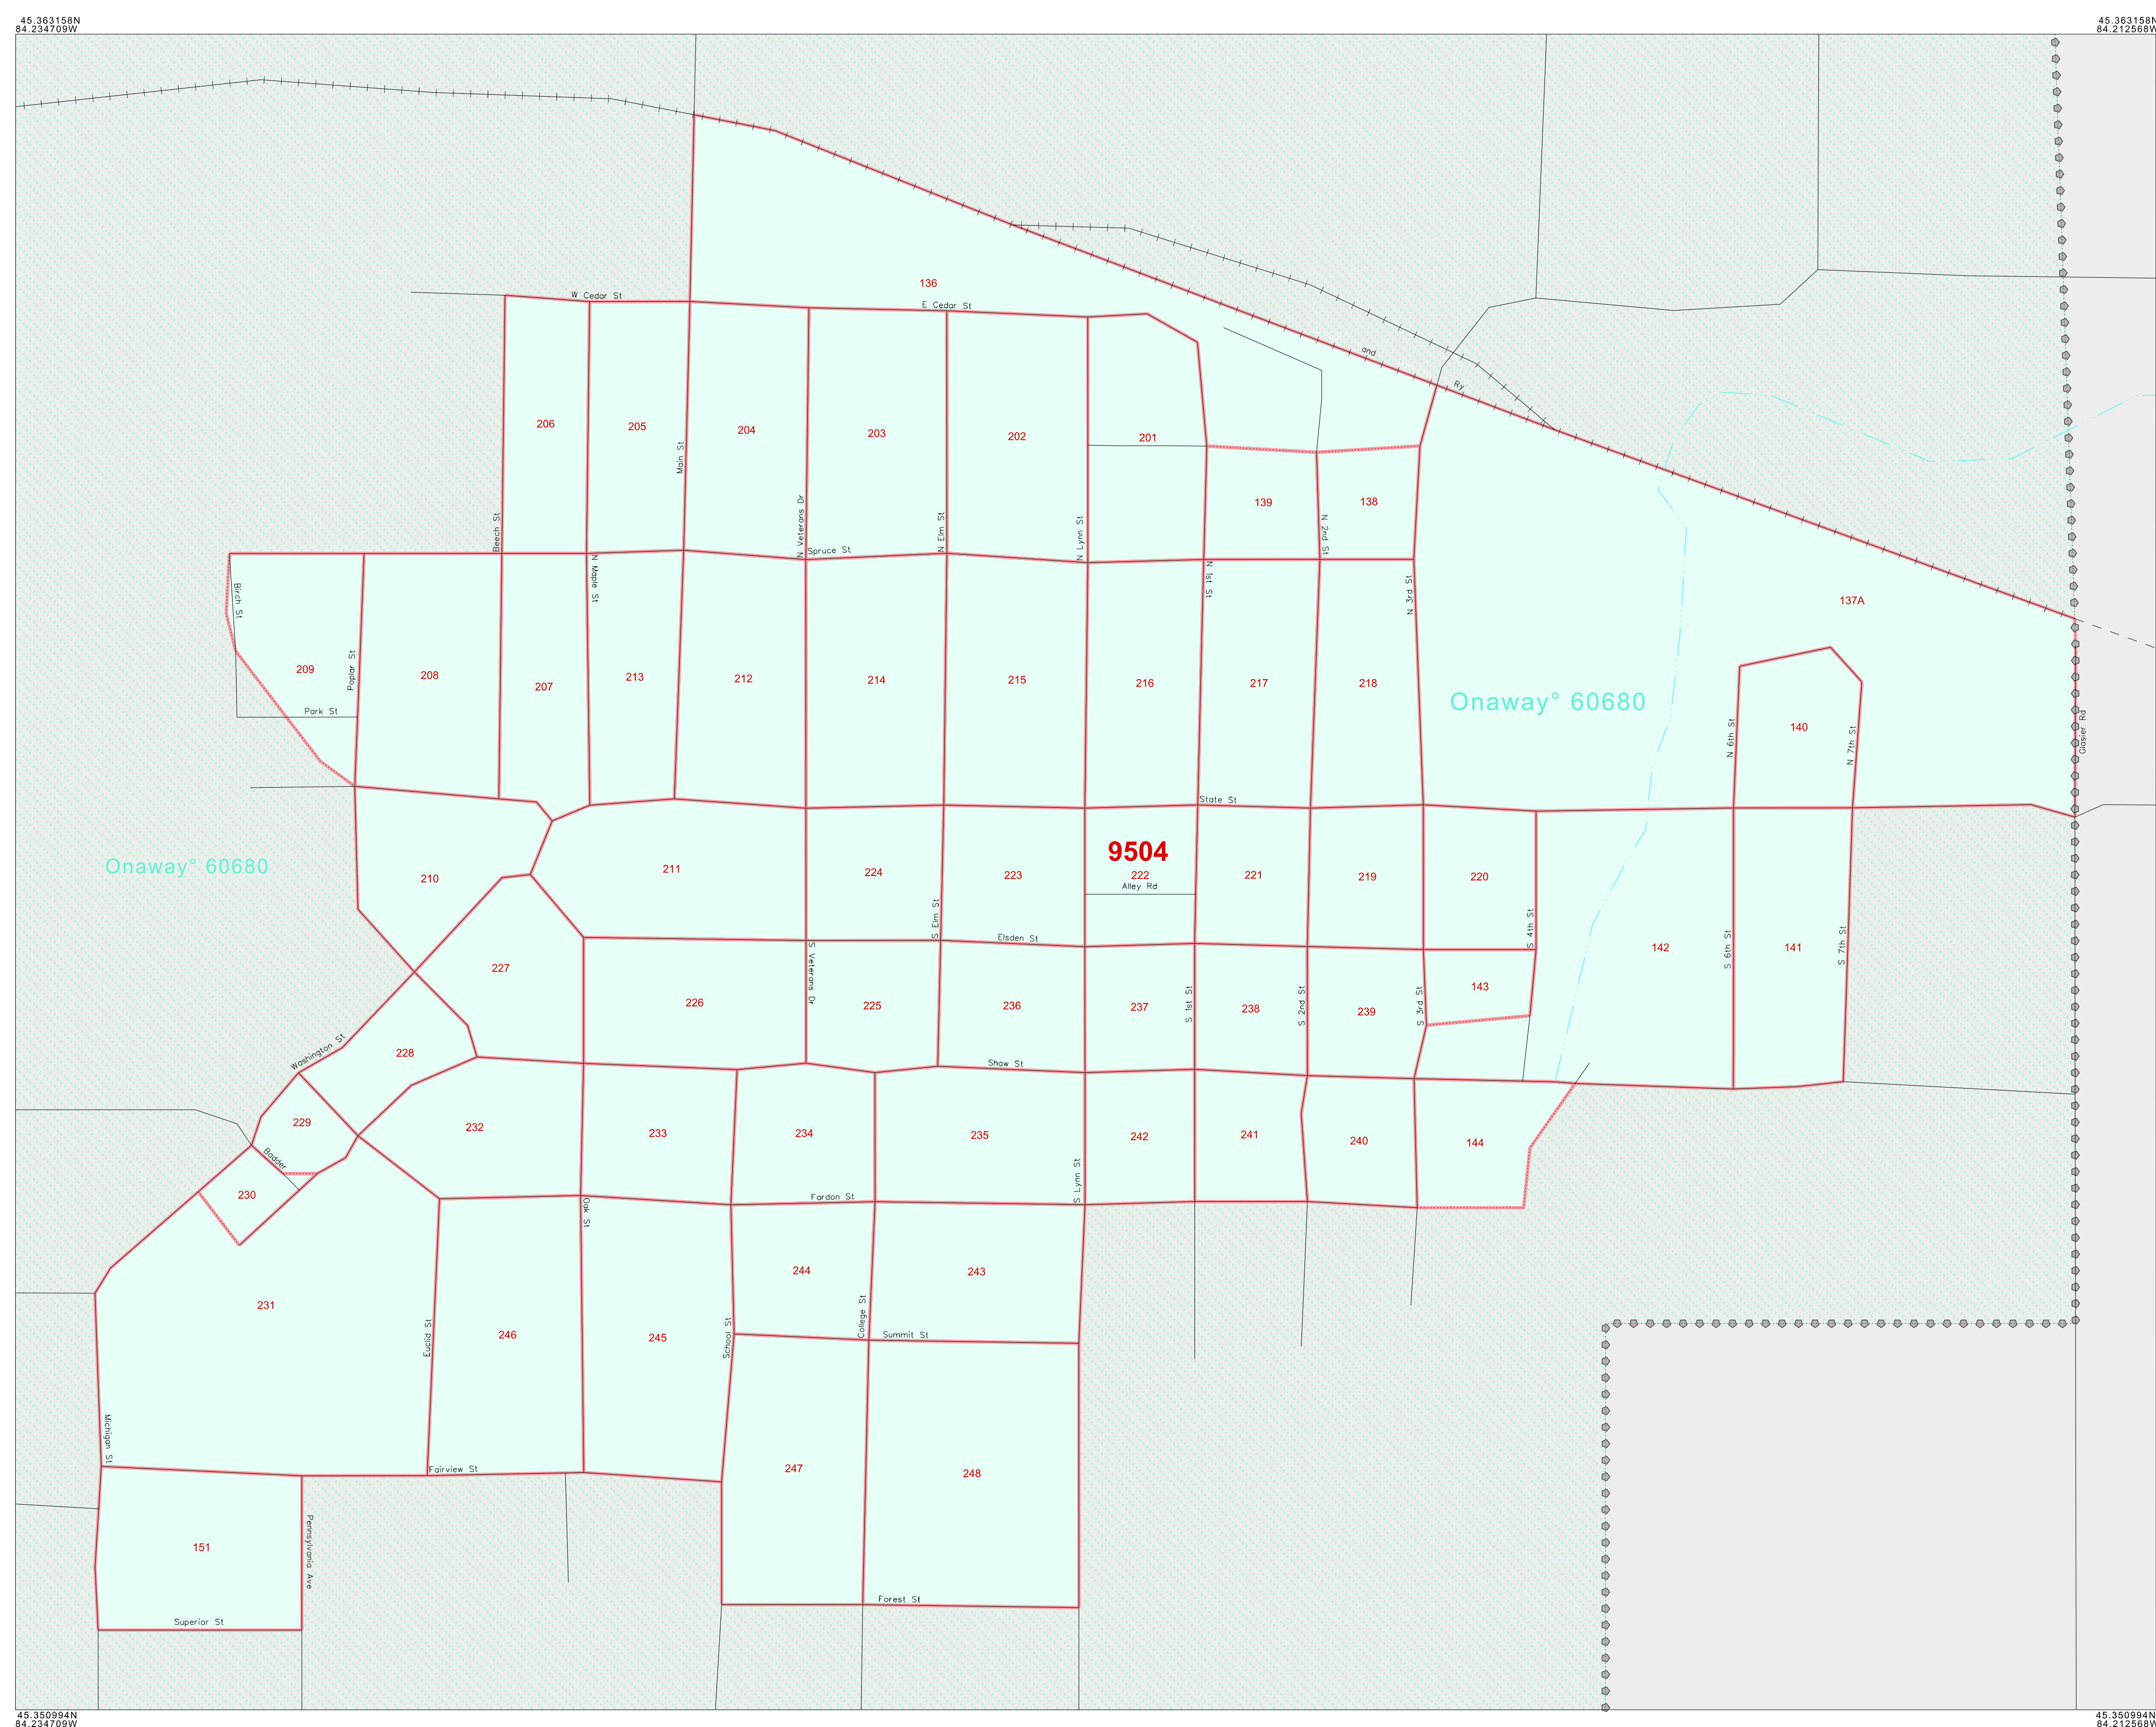 45.363158N
84.234709W
45.363158N
84.212568W
136
W Cedar St
E Cedar St
and
Ry
206
205
204
203
202
201
Main St
139
138
Beech St
N Veterans Dr
N Elm St
N Lynn St
N 2nd St
Spruce St
Birch St
N Maple St
N 1st St
N 3rd St
137A
209
Poplar St
208
207
213
212
214
215
216
217
218
Onaway° 60680
Park St
N 6th St
140
N 7th St
Glasier Rd
State St
9504
Onaway° 60680
210
211
224
223
222
Alley Rd
221
219
220
S Elm St
Elsden St
S 4th St
142
S 6th St
141
S 7th St
227
S Veterans Dr
226
225
236
237
S 1st St
238
S 2nd St
239
S 3rd St
143
Washington St
228
Shaw St
229
232
233
234
235
242
241
240
144
Badder
230
Oak St
Fardon St
S Lynn St
244
243
231
Euclid St
246
245
School St
College St
Summit St
Michigan St
Fairview St
247
248
151
Pennsylvania Ave
Forest St
Superior St
45.350994N
84.234709W
45.350994N
84.212568W